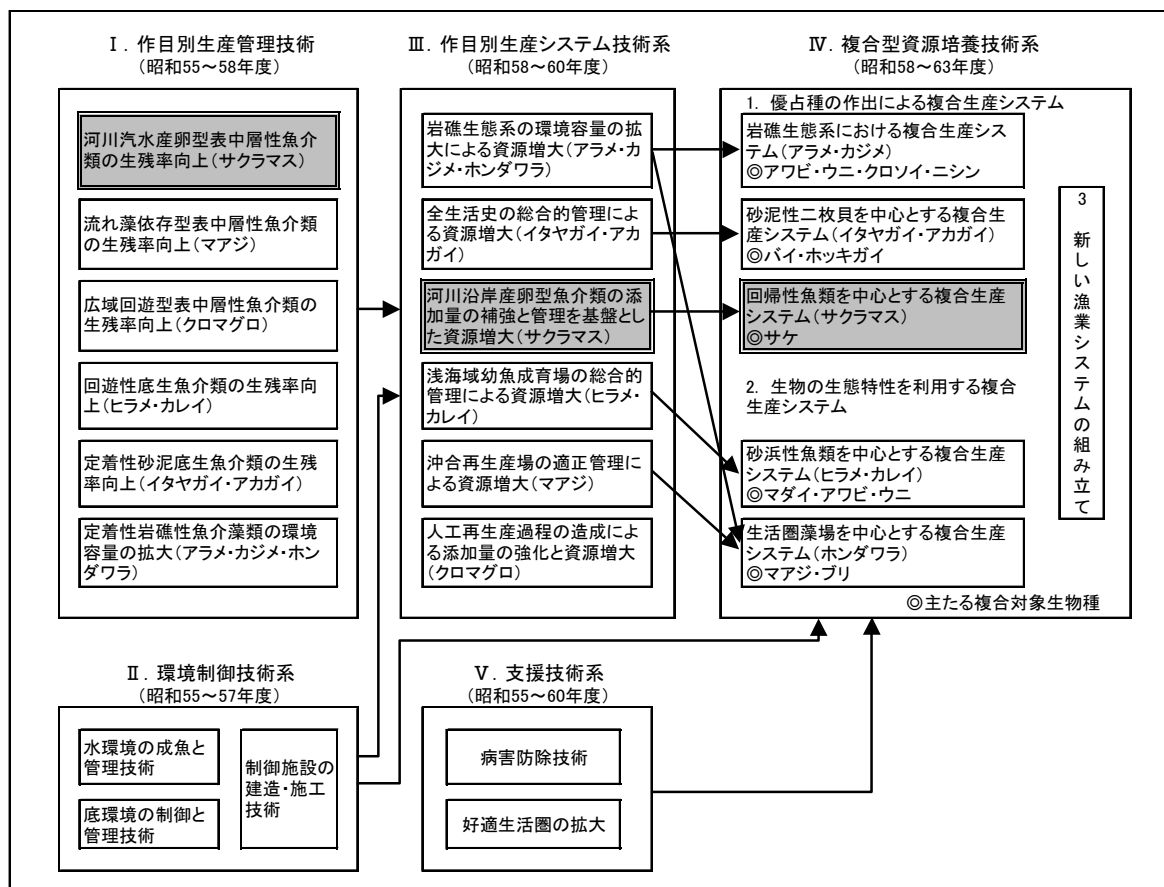 Ⅰ. 作目別生産管理技術
(昭和55～58年度)
河川汽水産卵型表中層性魚介
類の生残率向上(サクラマス)
流れ藻依存型表中層性魚介類
の生残率向上(マアジ)
広域回遊型表中層性魚介類の
生残率向上(クロマグロ)
回遊性底生魚介類の生残率向
上(ヒラメ・カレイ)
定着性砂泥底生魚介類の生残
率向上(イタヤガイ・アカガイ)
定着性岩礁性魚介藻類の環境
容量の拡大(アラメ・カジメ・ホン
ダワラ)
Ⅲ. 作目別生産システム技術系
(昭和58～60年度)
岩礁生態系の環境容量の拡
大による資源増大(アラメ・カ
ジメ・ホンダワラ)
全生活史の総合的管理によ
る資源増大(イタヤガイ・アカ
ガイ)
河川沿岸産卵型魚介類の添
加量の補強と管理を基盤とし
た資源増大(サクラマス)
浅海域幼魚成育場の総合的
管理による資源増大(ヒラメ・
カレイ)
沖合再生産場の適正管理に
よる資源増大(マアジ)
人工再生産過程の造成によ
る添加量の強化と資源増大
(クロマグロ)
Ⅳ. 複合型資源培養技術系
(昭和58～63年度)
1. 優占種の作出による複合生産システム
岩礁生態系における複合生産シス
テム(アラメ・カジメ)
◎アワビ・ウニ・クロソイ・ニシン
砂泥性二枚貝を中心とする複合生
産システム(イタヤガイ・アカガイ)
◎バイ・ホッキガイ
回帰性魚類を中心とする複合生産
システム(サクラマス)
◎サケ
2. 生物の生態特性を利用する複合
生産システム
砂浜性魚類を中心とする複合生産
システム(ヒラメ・カレイ)
◎マダイ・アワビ・ウニ
生活圏藻場を中心とする複合生産
システム(ホンダワラ)
◎マアジ・ブリ
◎主たる複合対象生物種
3 新しい漁業システムの組み立て
Ⅱ. 環境制御技術系
(昭和55～57年度)
水環境の成魚と
管理技術
底環境の制御と
管理技術
制御施設の
建造・施工
技術
Ⅴ. 支援技術系
(昭和55～60年度)
病害防除技術
好適生活圏の拡大